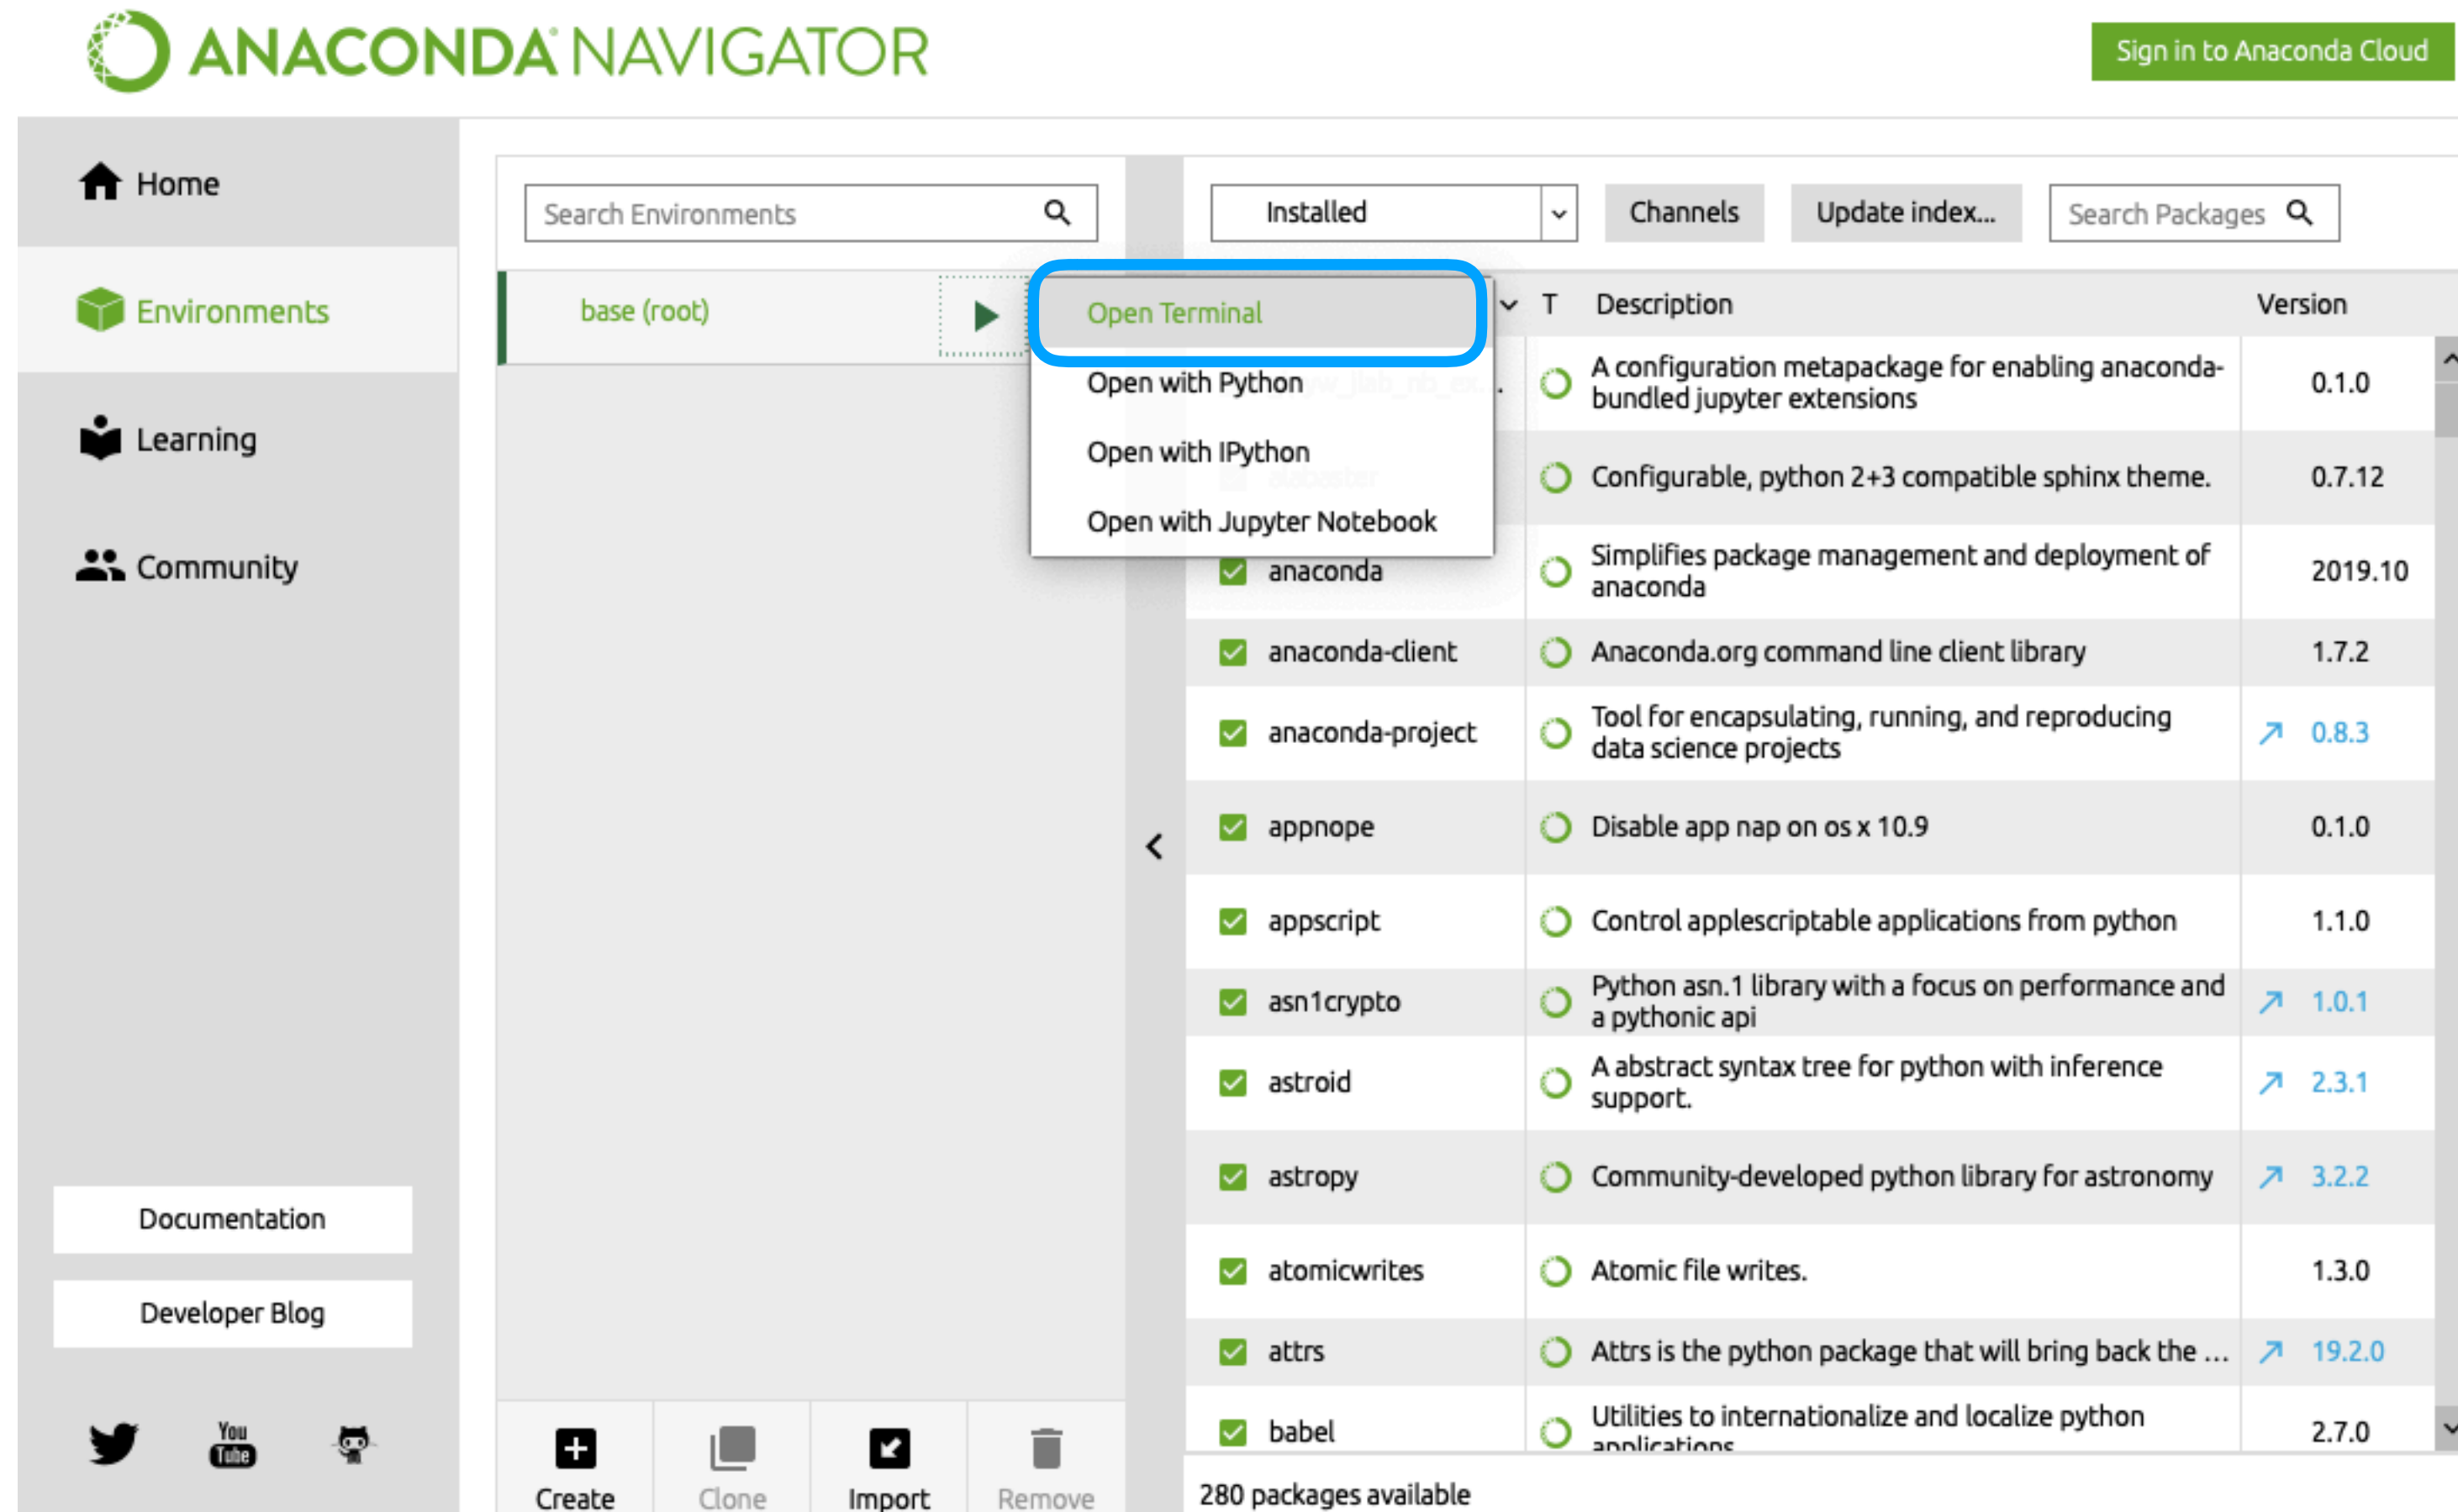 ANACONDA NAVIGATOR
Sign in to Anaconda Cloud
Home
Environments
Learning
Community
Documentation
Developer Blog
You
Tube
Search Environments
base (root)
Open Terminal
Open with Python
Open with IPython
Open with Jupyter Notebook
Create
Clone
Import
Remove
Installed
Channels
Update index...
Search Packages
T
Description
Version
A configuration metapackage for enabling anaconda-
bundled jupyter extensions
0.1.0
alabaster
Configurable, python 2+3 compatible sphinx theme.
0.7.12
anaconda
Simplifies package management and deployment of
anaconda
2019.10
anaconda-client
Anaconda.org command line client library
1.7.2
anaconda-project
Tool for encapsulating, running, and reproducing
data science projects
0.8.3
appnope
Disable app nap on os x 10.9
0.1.0
appscript
Control applescriptable applications from python
1.1.0
asn1crypto
Python asn.1 library with a focus on performance and
a pythonic api
1.0.1
astroid
A abstract syntax tree for python with inference
support.
2.3.1
astropy
Community-developed python library for astronomy
3.2.2
atomicwrites
Atomic file writes.
1.3.0
attrs
Attrs is the python package that will bring back the ...
19.2.0
babel
Utilities to internationalize and localize python
applications
2.7.0
280 packages available